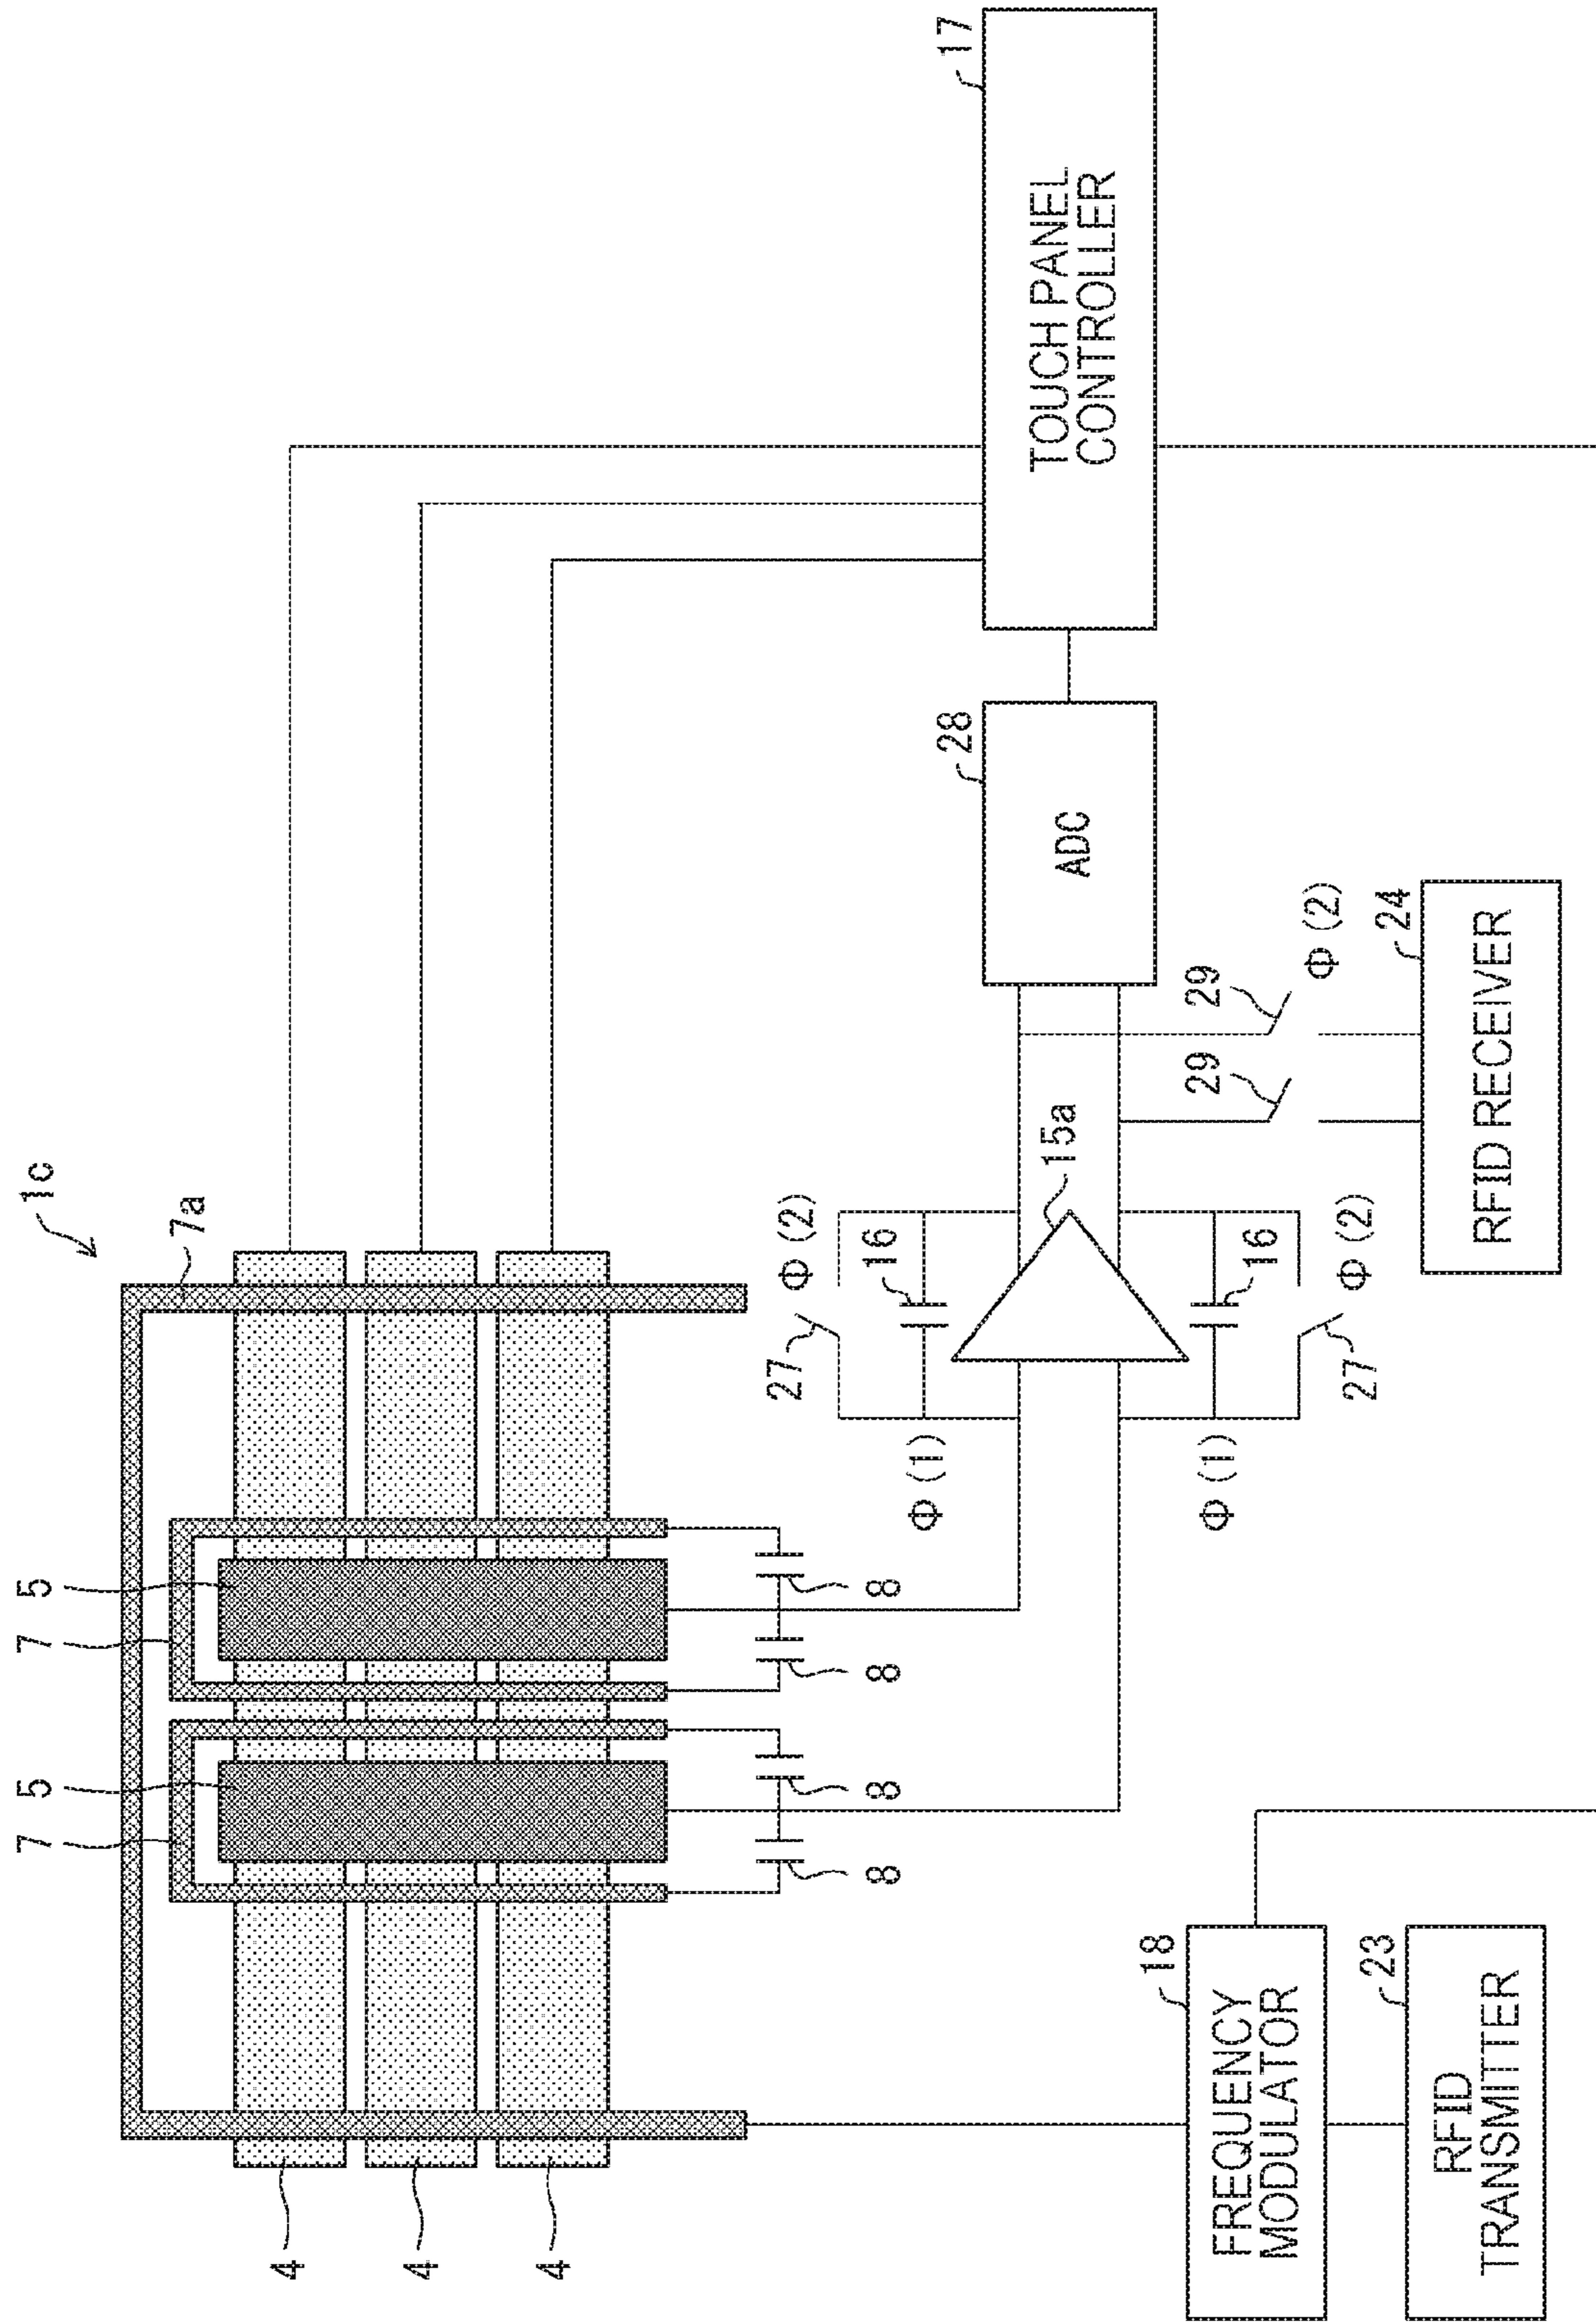 7
5
7
5
1c
7a
4
4
4
27
Φ(2)
8
8
8
8
16
Φ(1)
28
17
15a
ADC
TOUCH PANEL
CONTROLLER
18
29
29
Φ(1)
16
FREQUENCY
MODULATOR
Φ(2)
27
Φ(2)
23
24
RFID
TRANSMITTER
RFID RECEIVER